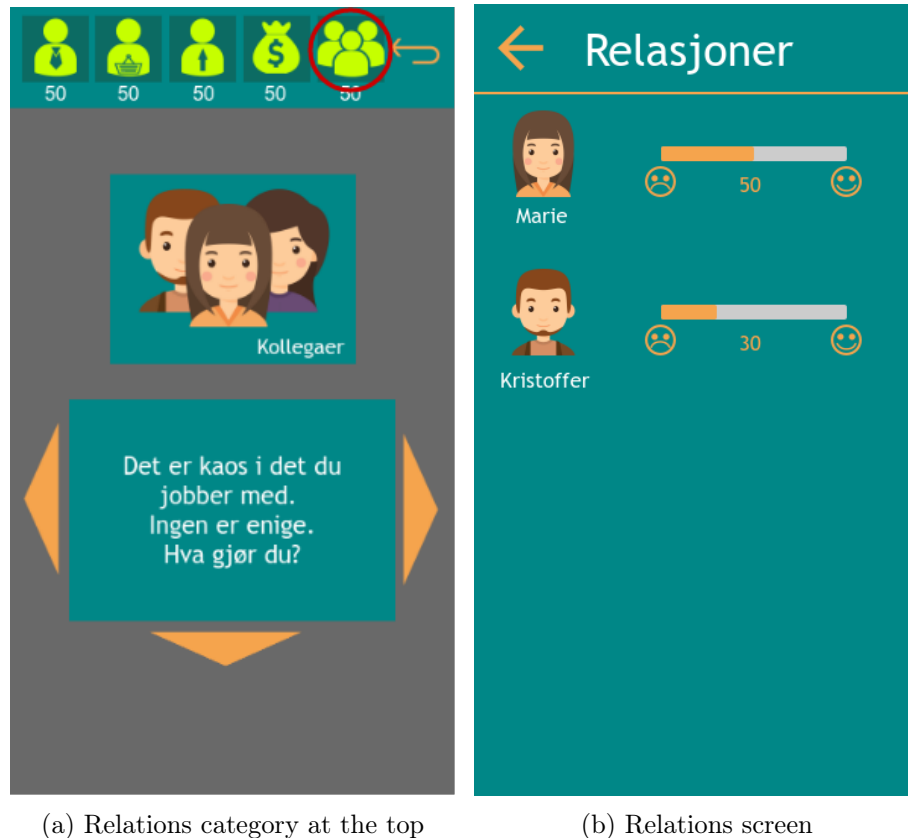 50 50 50 50 50
Kollegaer
Det er kaos i det du
jobber med.
Ingen er enige.
Hva gjør du?
(a) Relations category at the top
Relasjoner
Marie
50
Kristoffer
30
(b) Relations screen